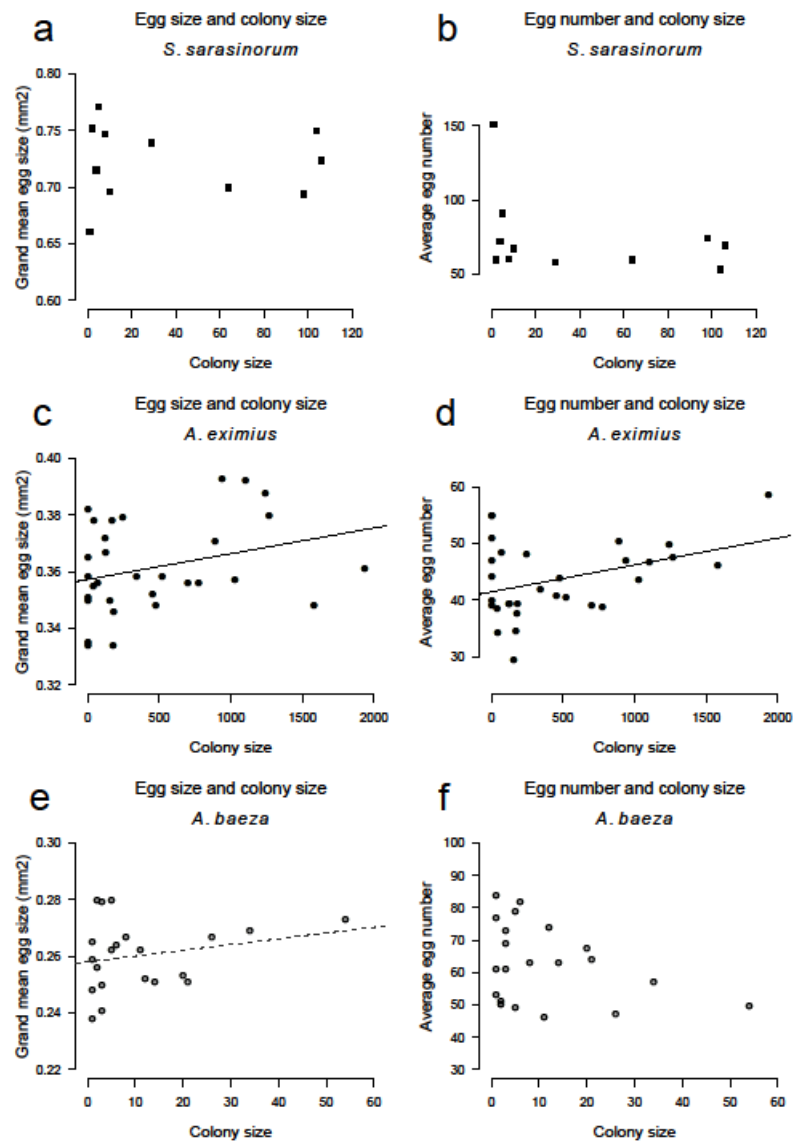 a
Egg size and colony size
S. sarasinorum
Grand mean egg size (mm2)
0.80
0.75
0.70
0.65
0.60
0 20 40 60 80 100 120
Colony size
b
Egg number and colony size
S. sarasinorum
Average egg number
150
100
50
0 20 40 60 80 100 120
Colony size
c
Egg size and colony size
A. eximius
Grand mean egg size (mm2)
0.40
0.38
0.36
0.34
0.32
0 500 1000 1500 2000
Colony size
d
Egg number and colony size
A. eximius
Average egg number
60
50
40
30
0 500 1000 1500 2000
Colony size
e
Egg size and colony size
A. baeza
Grand mean egg size (mm2)
0.30
0.28
0.26
0.24
0.22
0 10 20 30 40 50 60
Colony size
f
Egg number and colony size
A. baeza
Average egg number
100
90
80
70
60
50
40
30
0 10 20 30 40 50 60
Colony size